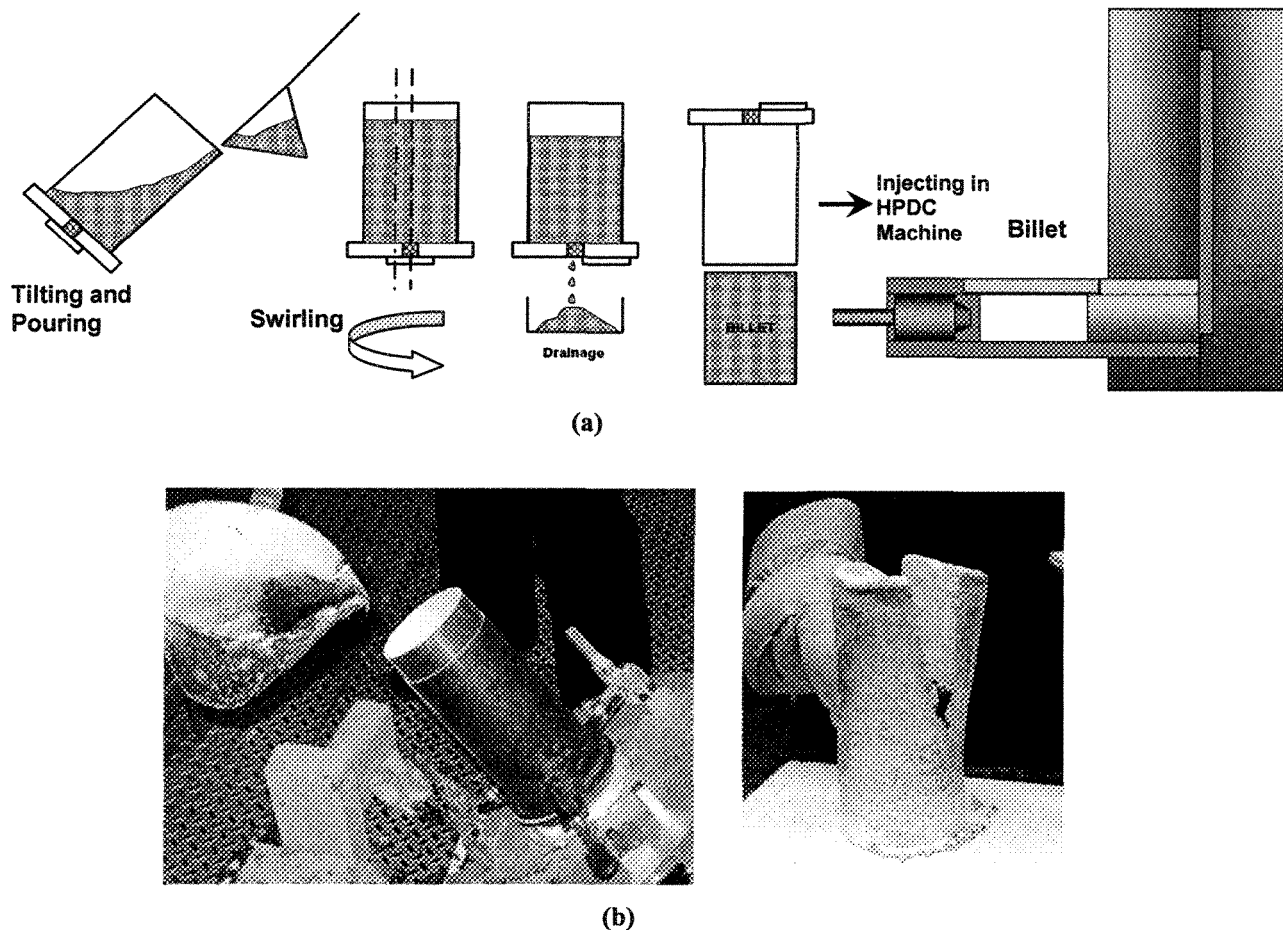 Tilting and
Pouring
Swirling
Drainage
BILLET
Injecting in
HPDC
Machine
Billet
(a)
(b)